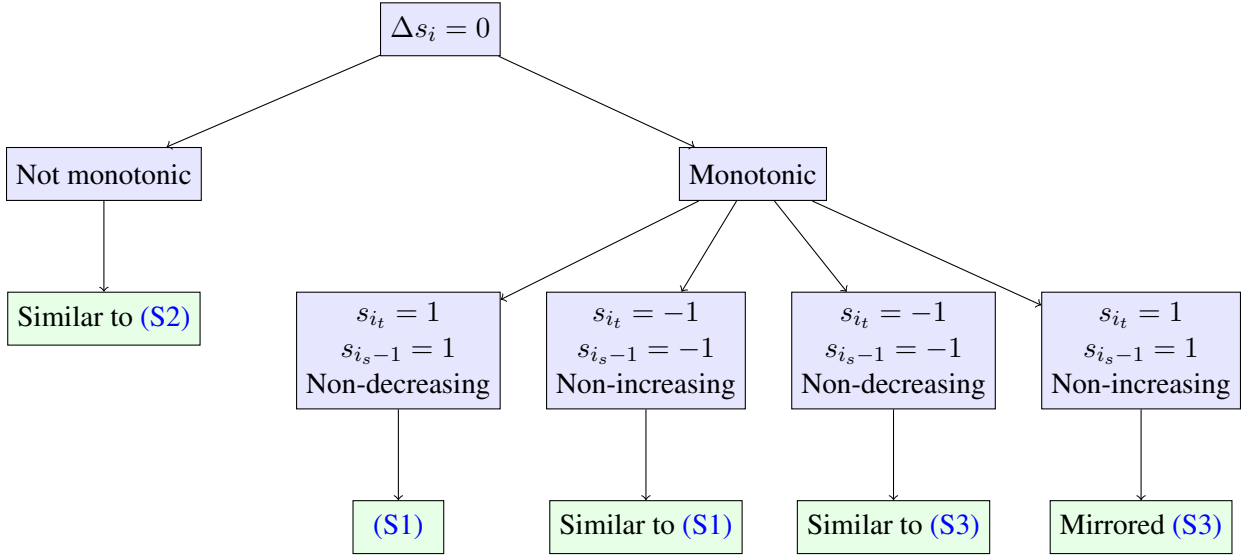 Δs_i = 0
Not monotonic
Monotonic
Similar to (S2)
s_{i_t} = 1
s_{i_s−1} = 1
Non-decreasing
s_{i_t} = −1
s_{i_s−1} = −1
Non-increasing
s_{i_t} = −1
s_{i_s−1} = −1
Non-decreasing
s_{i_t} = 1
s_{i_s−1} = 1
Non-increasing
(S1)
Similar to (S1)
Similar to (S3)
Mirrored (S3)